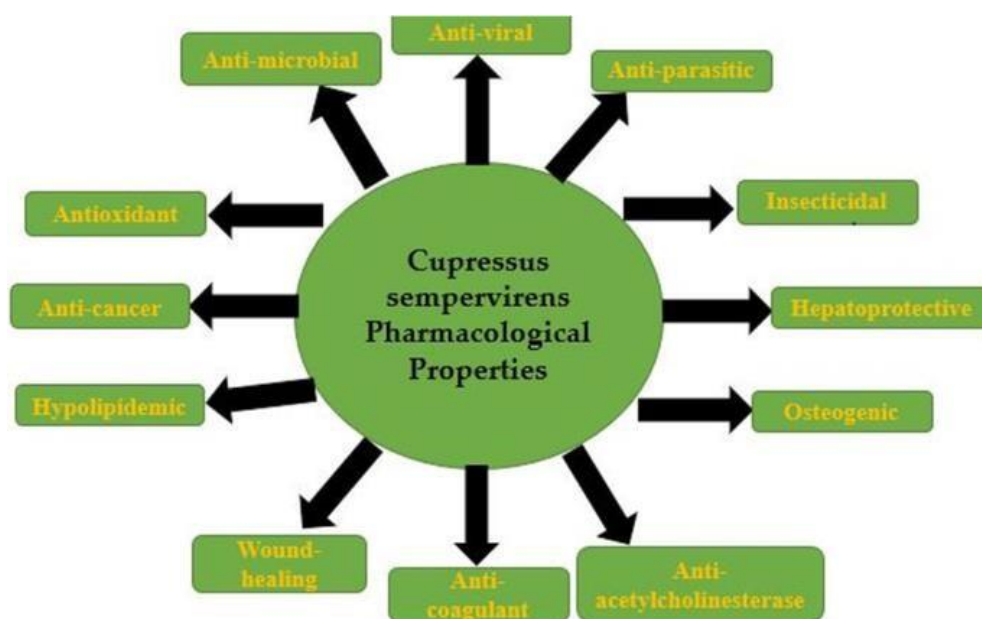 Anti-viral
Anti-microbial
Anti-parasitic
Antioxidant
Insecticidal
Cupressus
sempervirens
Pharmacological
Properties
Anti-cancer
Hepatoprotective
Hypolipidemic
Osteogenic
Wound-
healing
Anti-
coagulant
Anti-
acetylcholinesterase